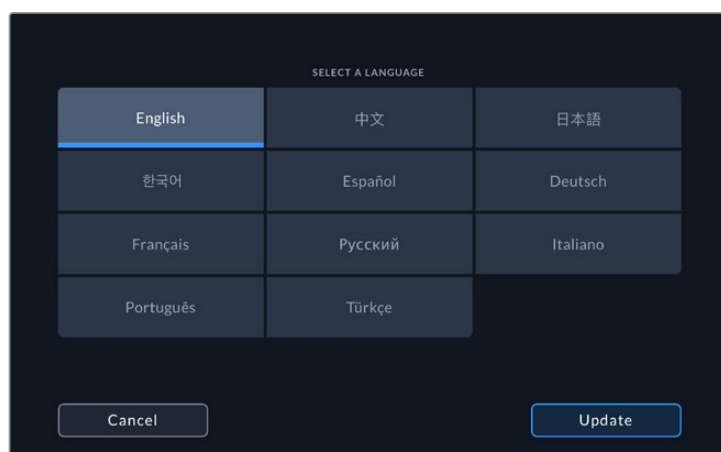 SELECT A LANGUAGE
English 中文 日本語
한국어 Español Deutsch
Français Русский Italiano
Português Türkçe
Cancel Update